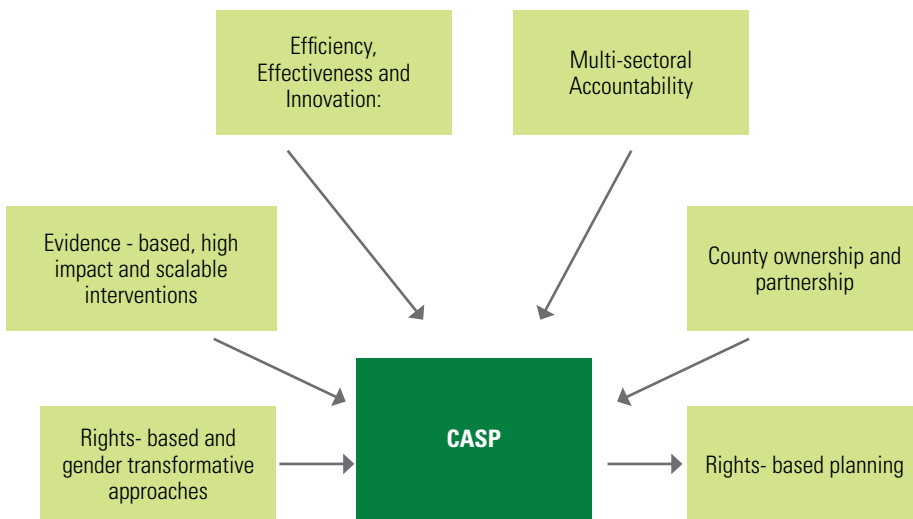 Efficiency,
Effectiveness and
Innovation:
Multi-sectoral
Accountability
Evidence - based, high
impact and scalable
interventions
County ownership and
partnership
Rights- based and
gender transformative
approaches
CASP
Rights- based planning